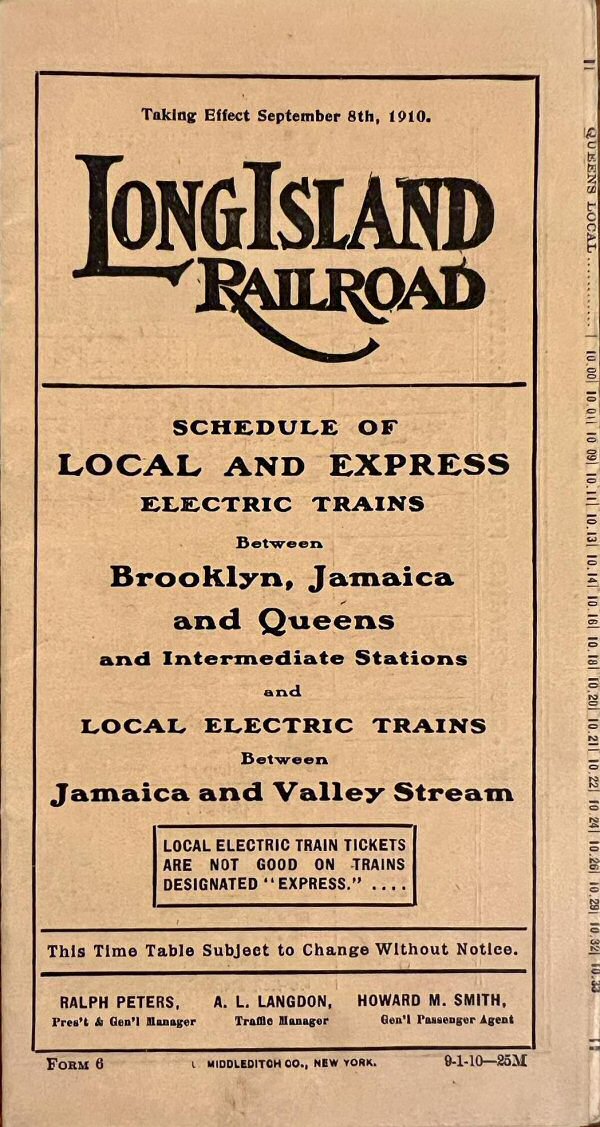 Taking Effect September 8th, 1910.
LONG ISLAND
RAILROAD
SCHEDULE OF
LOCAL AND EXPRESS
ELECTRIC TRAINS
Between
Brooklyn, Jamaica
and Queens
and Intermediate Stations
and
LOCAL ELECTRIC TRAINS
Between
Jamaica and Valley Stream
LOCAL ELECTRIC TRAIN TICKETS
ARE NOT GOOD ON TRAINS
DESIGNATED "EXPRESS." ....
This Time Table Subject to Change Without Notice.
RALPH PETERS, A. L. LANGDON, HOWARD M. SMITH,
Pres't & Gen'l Manager Traffic Manager Gen'l Passenger Agent
FORM 6 MIDDLEDITCH CO., NEW YORK. 9-1-10—25M
QUEENS LOCAL............| 10.00| 10.01| 10 09| 10.11| 10.13| 10.14| 10.16| 10.18| 10.20| 10.21| 10.22| 10 24| 10.26| 10.29| 10.32| 10.33